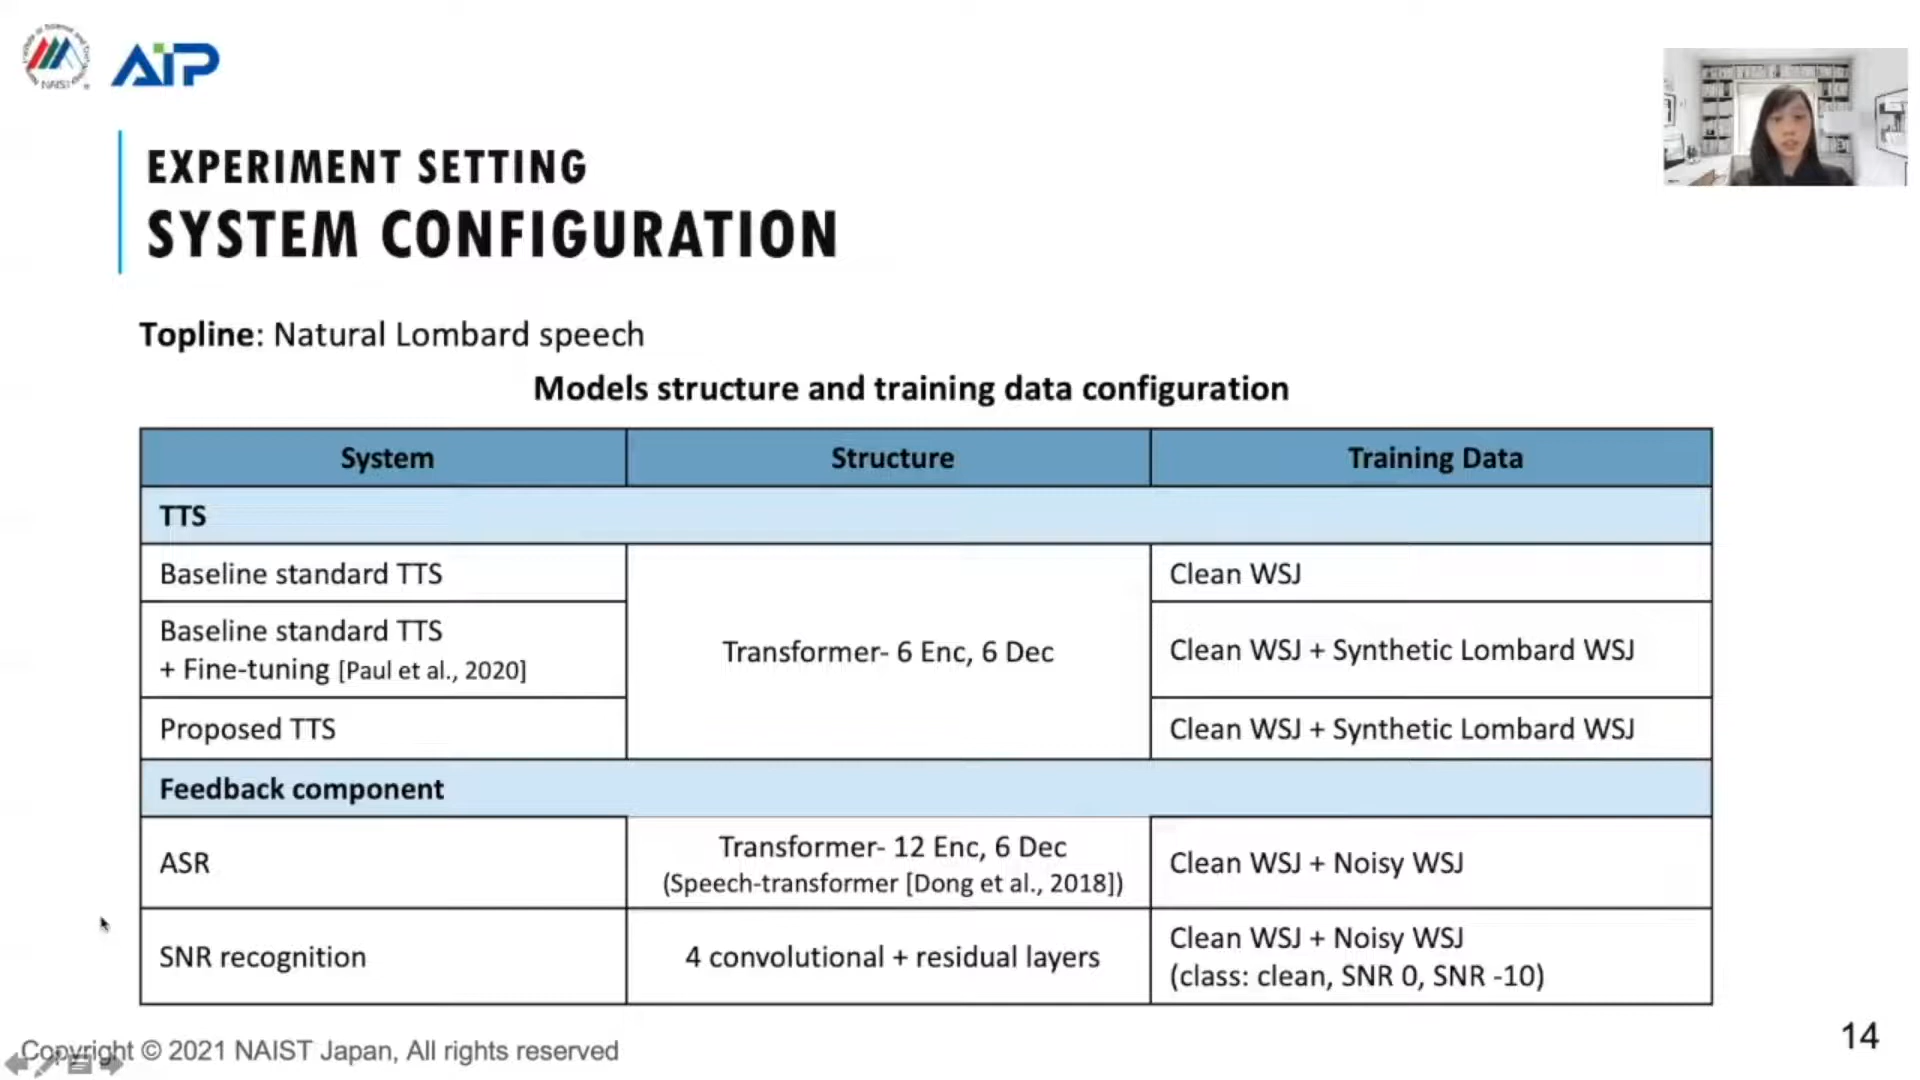 NAIST
AIP
EXPERIMENT SETTING
SYSTEM CONFIGURATION
Topline: Natural Lombard speech
Models structure and training data configuration
System
Structure
Training Data
TTS
Baseline standard TTS
Clean WSJ
Baseline standard TTS
+ Fine-tuning [Paul et al., 2020]
Transformer- 6 Enc, 6 Dec
Clean WSJ + Synthetic Lombard WSJ
Proposed TTS
Clean WSJ + Synthetic Lombard WSJ
Feedback component
ASR
Transformer- 12 Enc, 6 Dec
(Speech-transformer [Dong et al., 2018])
Clean WSJ + Noisy WSJ
SNR recognition
4 convolutional + residual layers
Clean WSJ + Noisy WSJ
(class: clean, SNR 0, SNR -10)
Copyright © 2021 NAIST Japan, All rights reserved
14